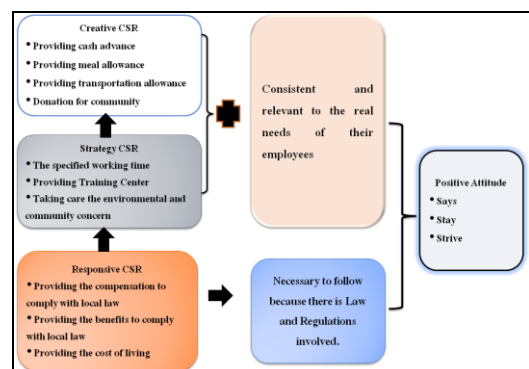 Creative CSR
• Providing cash advance
• Providing meal allowance
• Providing transportation allowance
• Donation for community
Strategy CSR
• The specified working time
• Providing Training Center
• Taking care the environmental and
community concern
Responsive CSR
• Providing the compensation to
comply with local law
• Providing the benefits to comply
with local law
• Providing the cost of living
Consistent and
relevant to the real
needs of their
employees
Necessary to follow
because there is Law
and Regulations
involved.
Positive Attitude
• Says
• Stay
• Strive